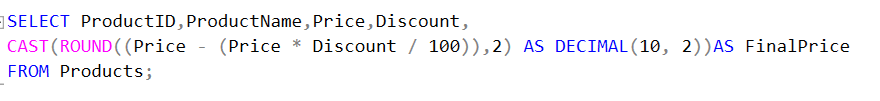 SELECT ProductID,ProductName,Price,Discount,
CAST(ROUND((Price - (Price * Discount / 100)),2) AS DECIMAL(10, 2))AS FinalPrice
FROM Products;